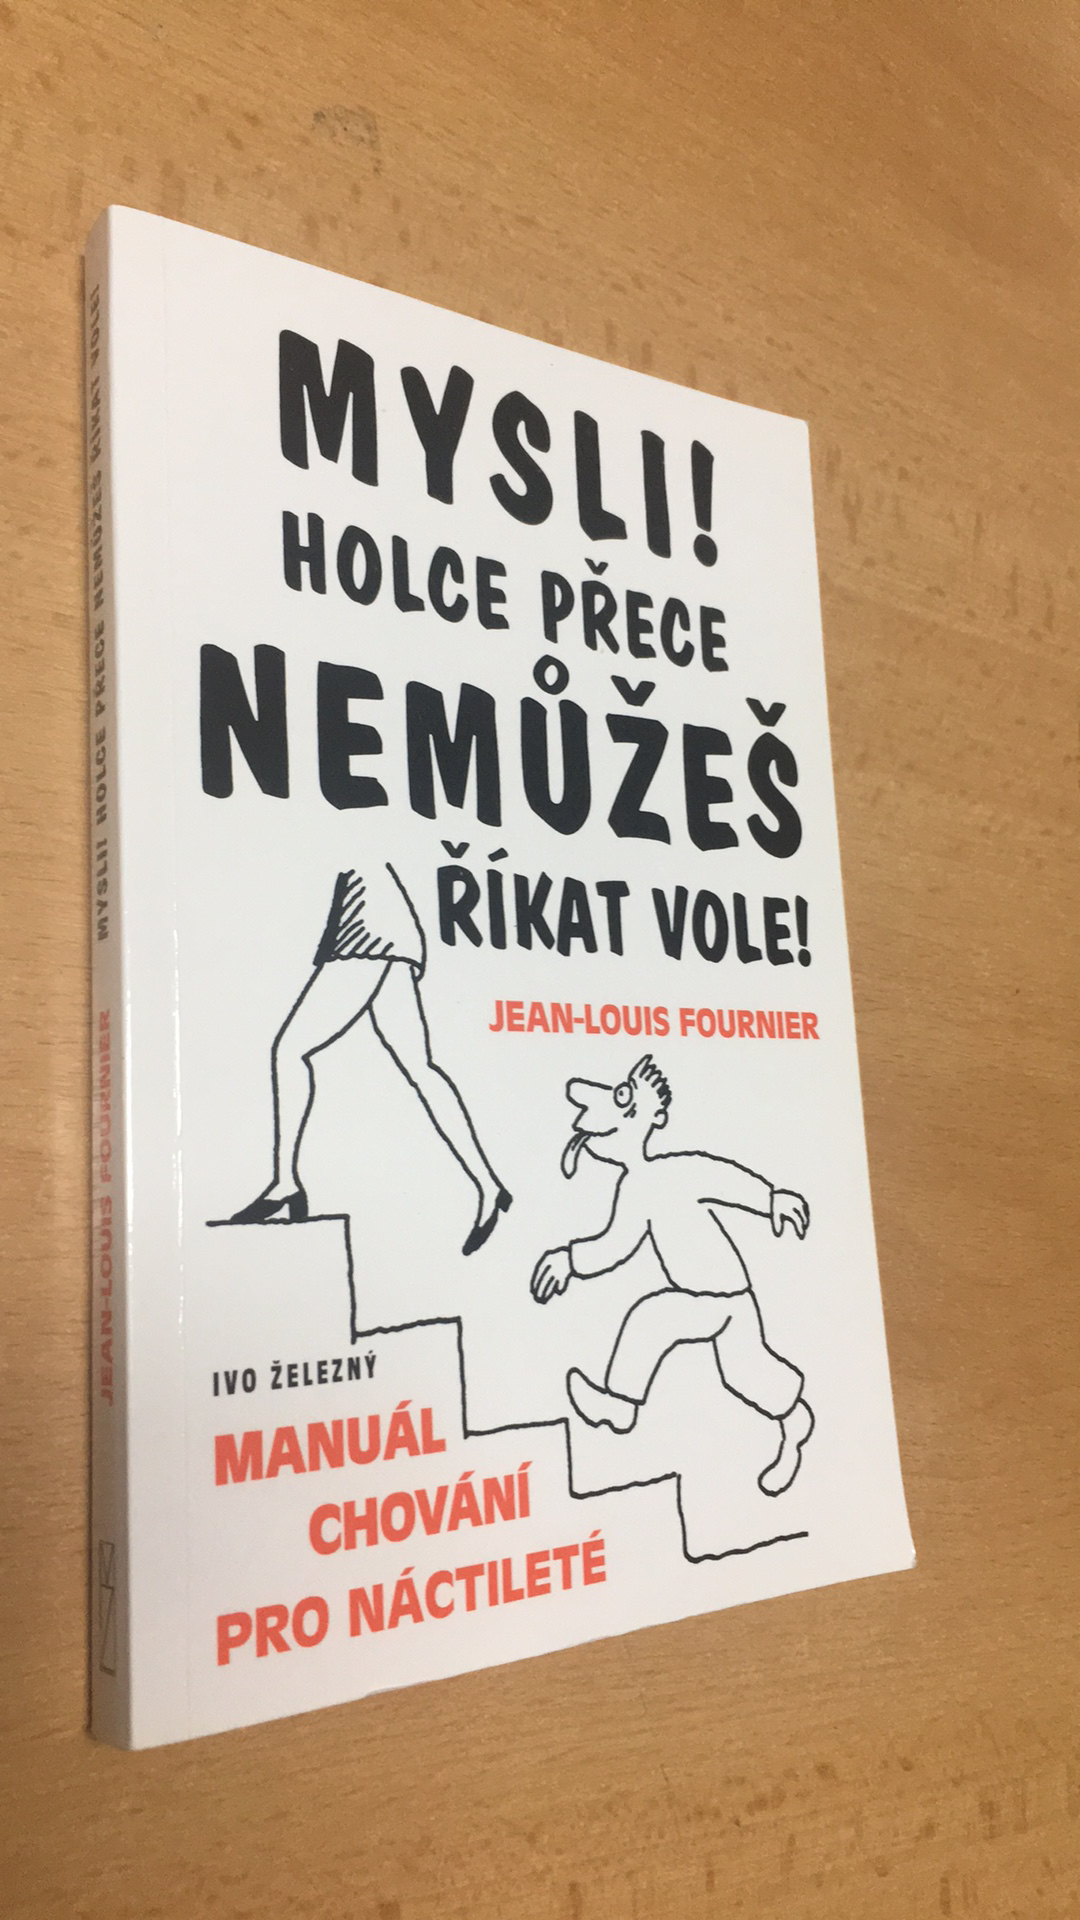 MYSLI!
HOLCE PŘECE
NEMŮŽEŠ
ŘÍKAT VOLE!
JEAN-LOUIS FOURNIER
IVO ŽELEZNÝ
MANUÁL
CHOVÁNÍ
PRO NÁCTILETÉ
JEAN-LOUIS FOURNIER MYSLI! HOLCE PŘECE NEMŮŽEŠ ŘÍKAT VOLE!